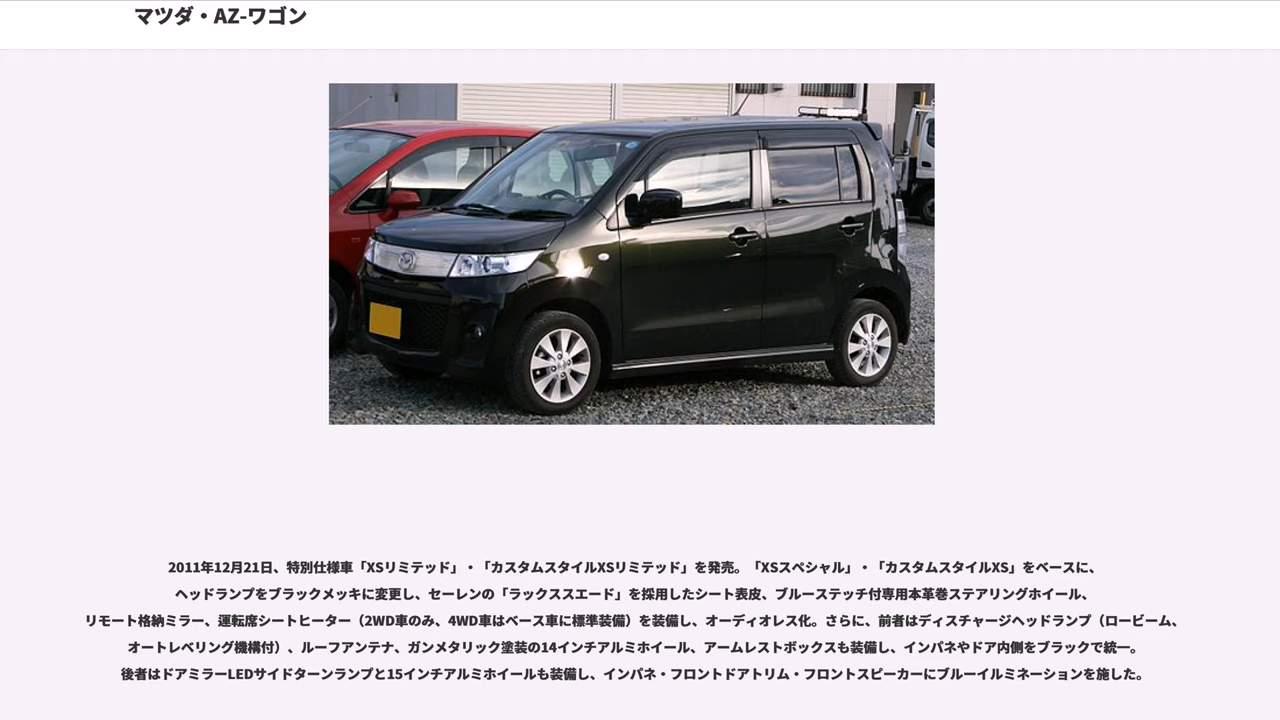 マツダ・AZ-ワゴン
2011年12月21日、特別仕様車「XSリミテッド」・「カスタムスタイルXSリミテッド」を発売。「XSスペシャル」・「カスタムスタイルXS」をベースに、
ヘッドランプをブラックメッキに変更し、セーレンの「ラックススエード」を採用したシート表皮、ブルーステッチ付専用本革巻ステアリングホイール、
リモート格納ミラー、運転席シートヒーター（2WD車のみ、4WD車はベース車に標準装備）を装備し、オーディオレス化。さらに、前者はディスチャージヘッドランプ（ロービーム、
オートレベリング機構付）、ルーフアンテナ、ガンメタリック塗装の14インチアルミホイール、アームレストボックスも装備し、インパネやドア内側をブラックで統一。
後者はドアミラーLEDサイドターンランプと15インチアルミホイールも装備し、インパネ・フロントドアトリム・フロントスピーカーにブルーイルミネーションを施した。